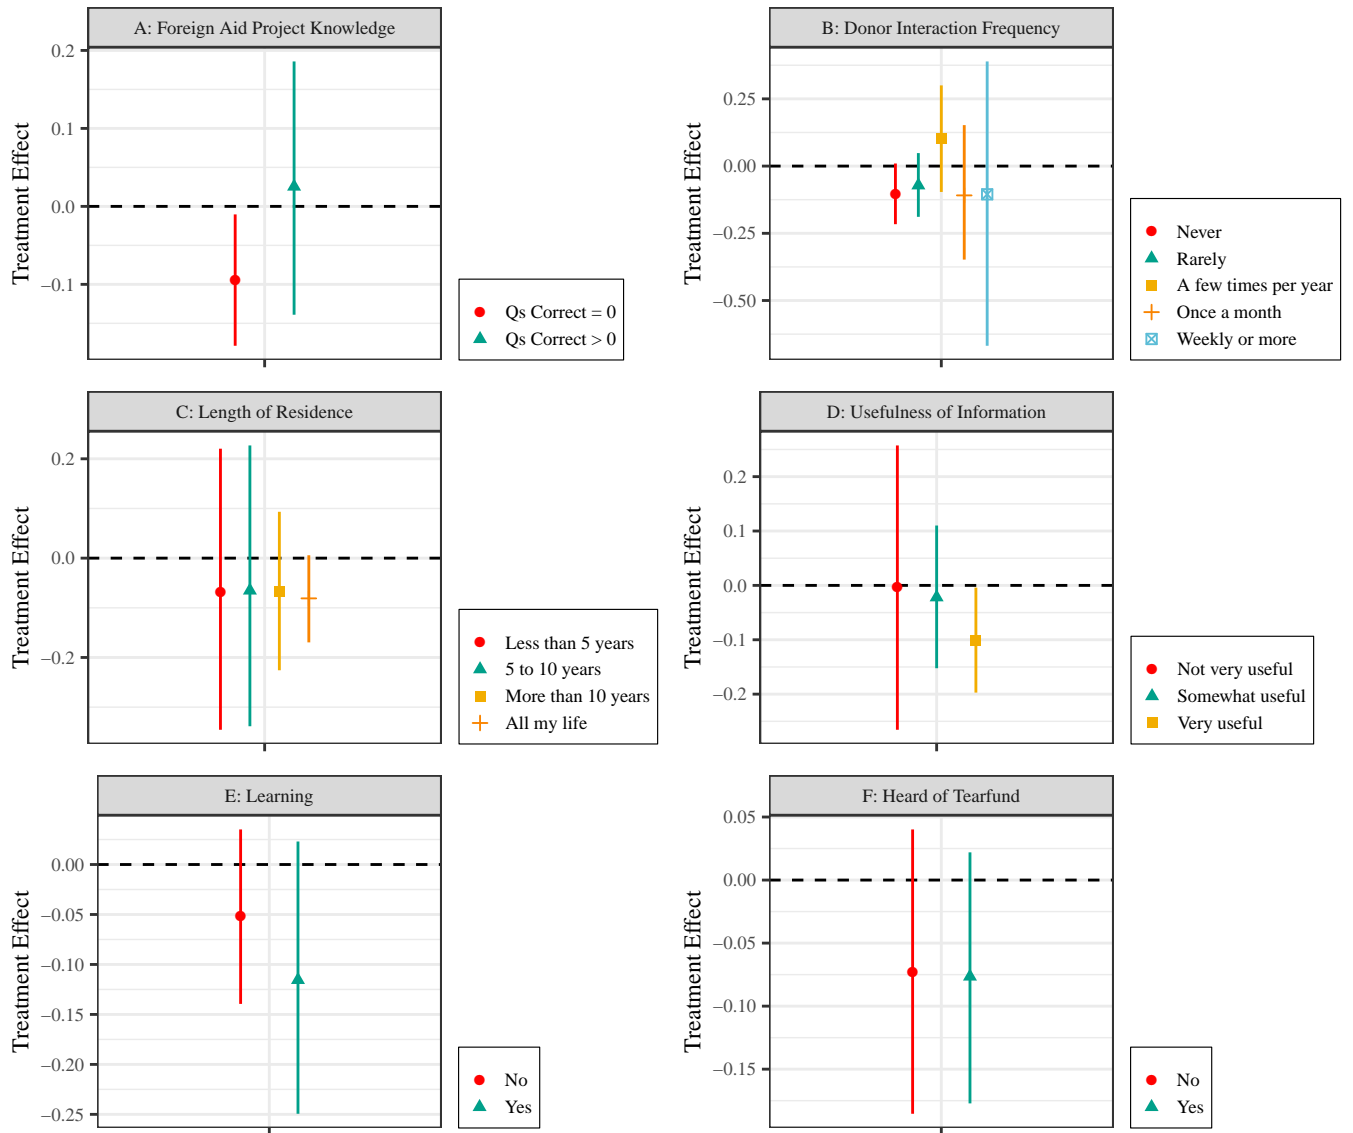 A: Foreign Aid Project Knowledge
Treatment Effect
0.2
0.1
0.0
−0.1
Qs Correct = 0
Qs Correct > 0
B: Donor Interaction Frequency
Treatment Effect
0.25
0.00
−0.25
−0.50
Never
Rarely
A few times per year
Once a month
Weekly or more
C: Length of Residence
Treatment Effect
0.2
0.0
−0.2
Less than 5 years
5 to 10 years
More than 10 years
All my life
D: Usefulness of Information
Treatment Effect
0.2
0.1
0.0
−0.1
−0.2
Not very useful
Somewhat useful
Very useful
E: Learning
Treatment Effect
0.00
−0.05
−0.10
−0.15
−0.20
−0.25
No
Yes
F: Heard of Tearfund
Treatment Effect
0.05
0.00
−0.05
−0.10
−0.15
No
Yes